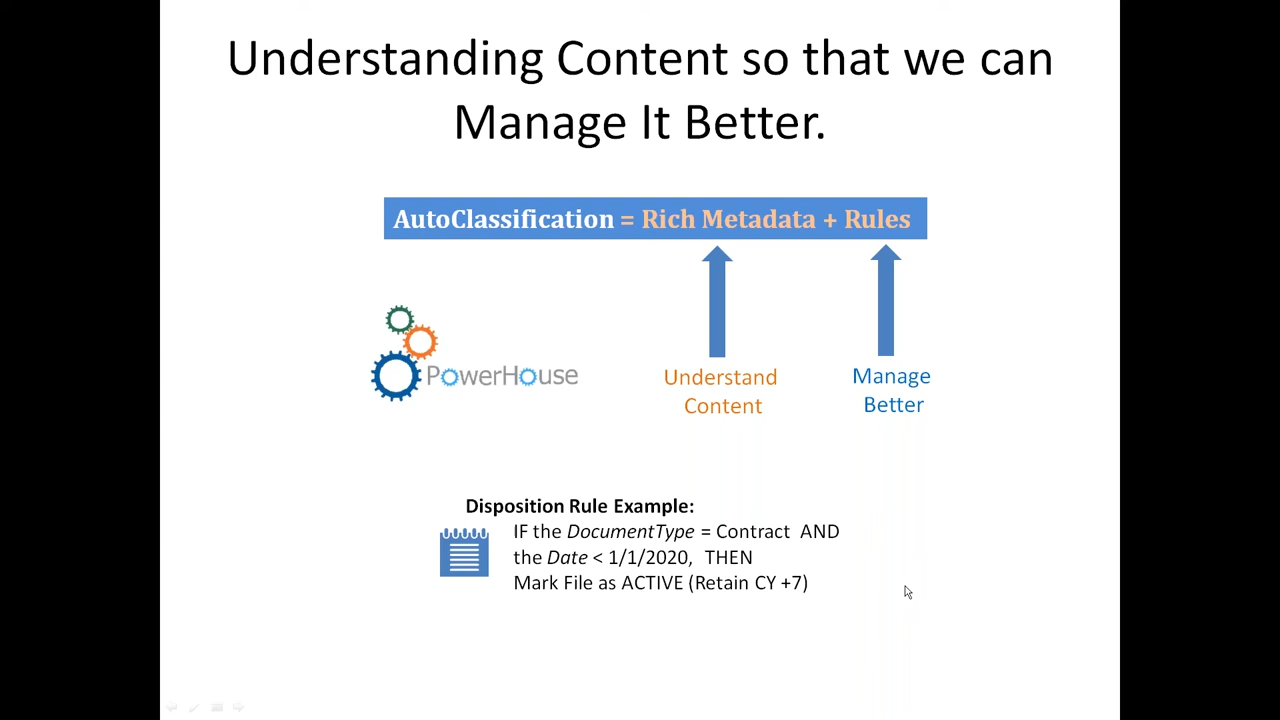 Understanding Content so that we can
Manage It Better.
AutoClassification = Rich Metadata + Rules
PowerHouse
Understand
Content
Manage
Better
Disposition Rule Example:
IF the DocumentType = Contract AND
the Date < 1/1/2020, THEN
Mark File as ACTIVE (Retain CY +7)